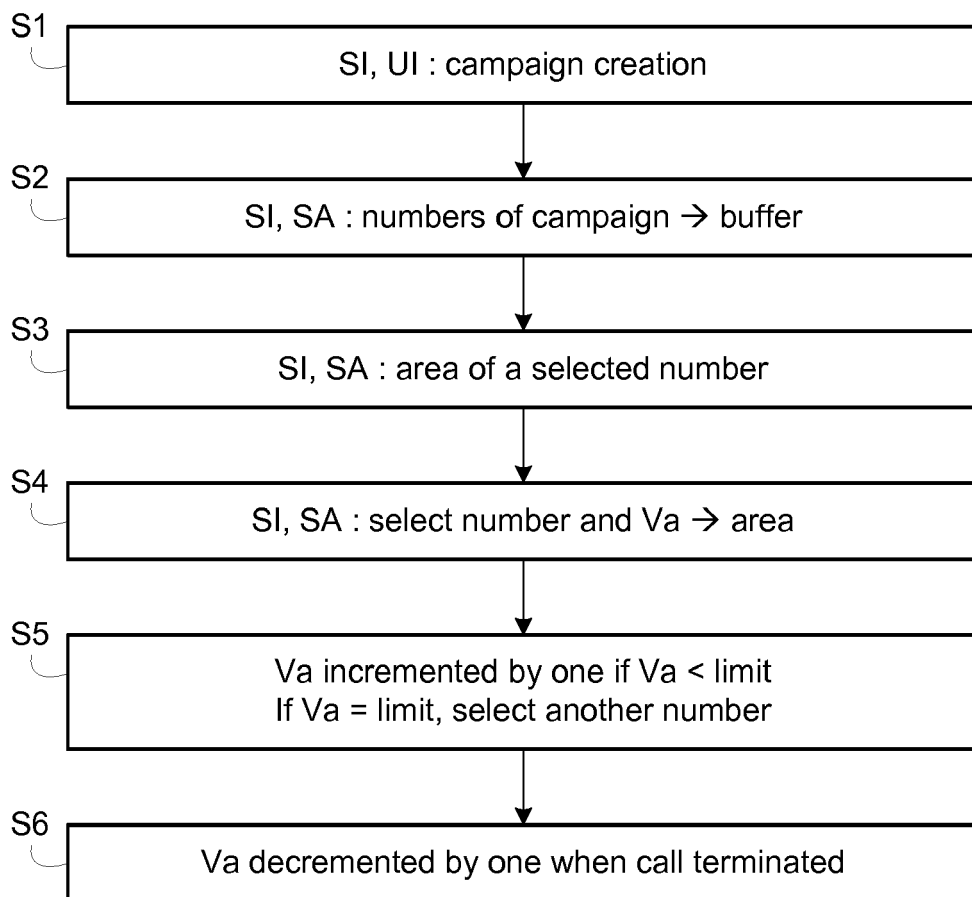 S1
SI, UI : campaign creation
S2
SI, SA : numbers of campaign → buffer
S3
SI, SA : area of a selected number
S4
SI, SA : select number and Va → area
S5
Va incremented by one if Va < limit
If Va = limit, select another number
S6
Va decremented by one when call terminated